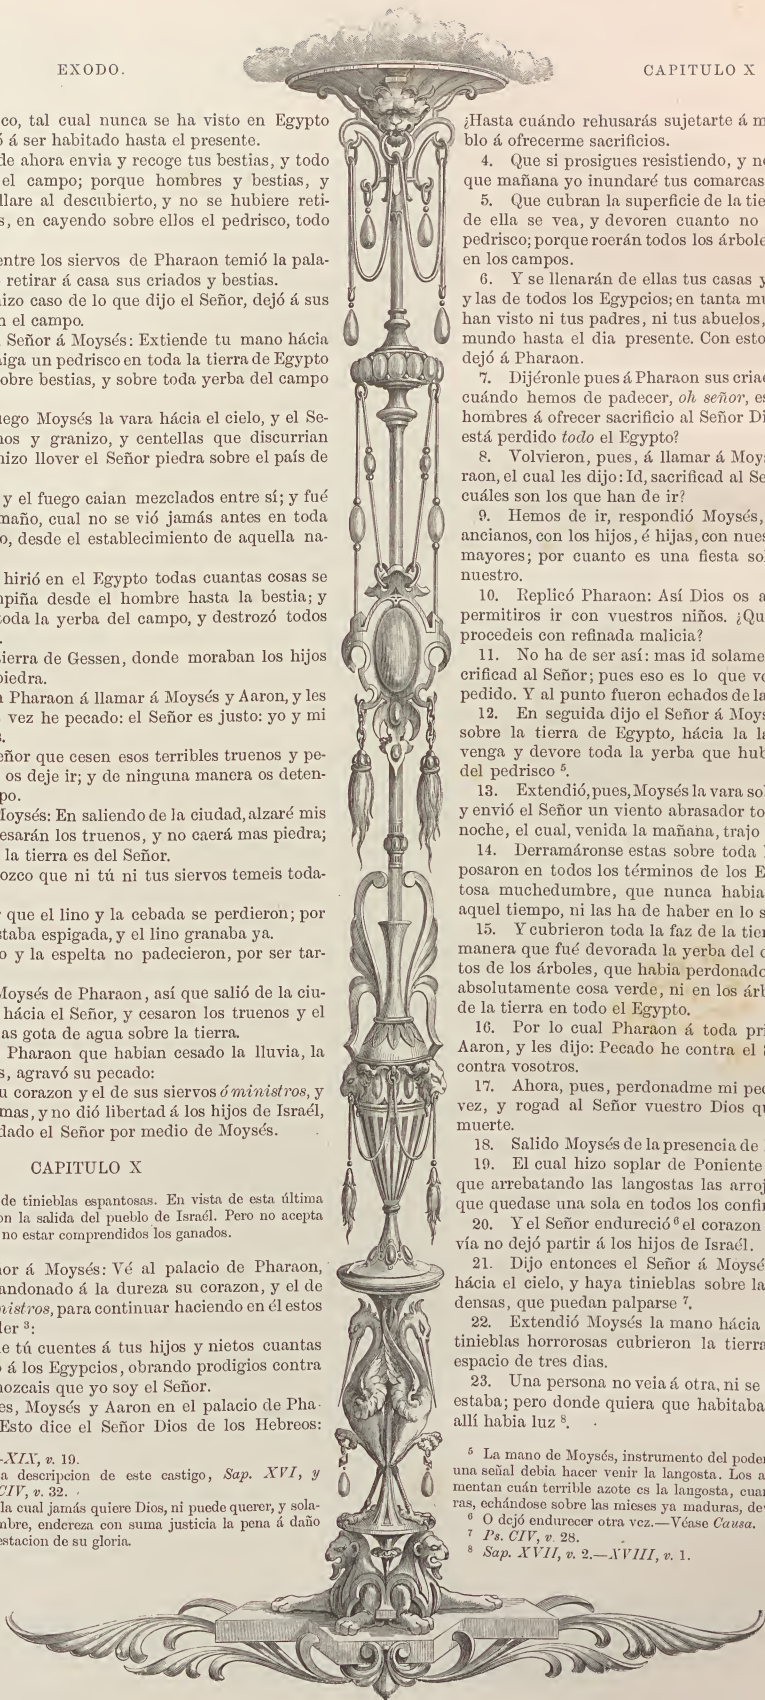 EXODO.
co, tal cual nunca se ha visto en Egypto
ó á ser habitado hasta el presente.
de ahora envia y recoge tus bestias, y todo
el campo; porque hombres y bestias, y
llare al descubierto, y no se hubiere reti-
s, en cayendo sobre ellos el pedrisco, todo
entre los siervos de Pharaon temió la pala-
retirar á casa sus criados y bestias.
izo caso de lo que dijo el Señor, dejó á sus
n el campo.
Señor á Moysés: Extiende tu mano hácia
aiga un pedrisco en toda la tierra de Egypto
obre bestias, y sobre toda yerba del campo
uego Moysés la vara hácia el cielo, y el Se-
nos y granizo, y centellas que discurrian
nizo llover el Señor piedra sobre el país de
y el fuego caian mezclados entre sí; y fué
maño, cual no se vió jamás antes en toda
o, desde el establecimiento de aquella na-
hirió en el Egypto todas cuantas cosas se
npiña desde el hombre hasta la bestia; y
toda la yerba del campo, y destrozó todos
tierra de Gessen, donde moraban los hijos
piedra.
n Pharaon á llamar á Moysés y Aaron, y les
vez he pecado: el Señor es justo: yo y mi
s.
eñor que cesen esos terribles truenos y pe-
os deje ir; y de ninguna manera os deten-
po.
Moysés: En saliendo de la ciudad, alzaré mis
esarán los truenos, y no caerá mas piedra;
la tierra es del Señor.
ozco que ni tú ni tus siervos temeis toda-
que el lino y la cebada se perdieron; por
staba espigada, y el lino granaba ya.
o y la espelta no padecieron, por ser tar-
Moysés de Pharaon, así que salió de la ciu-
hácia el Señor, y cesaron los truenos y el
as gota de agua sobre la tierra.
Pharaon que habian cesado la lluvia, la
s, agravó su pecado:
u corazon y el de sus siervos ó ministros, y
mas, y no dió libertad á los hijos de Israél,
dado el Señor por medio de Moysés.
CAPITULO X
de tinieblas espantosas. En vista de esta última
on la salida del pueblo de Israél. Pero no acepta
no estar comprendidos los ganados.
nor á Moysés: Vé al palacio de Pharaon,
andonado á la dureza su corazon, y el de
nistros, para continuar haciendo en él estos
ler ³:
e tú cuentes á tus hijos y nietos cuantas
o á los Egypcios, obrando prodigios contra
nozcais que yo soy el Señor.
es, Moysés y Aaron en el palacio de Pha-
Esto dice el Señor Dios de los Hebreos:
-XIX, v. 19.
a descripcion de este castigo, Sap. XVI, y
CIV, v. 32.
la cual jamás quiere Dios, ni puede querer, y sola-
mbre, endereza con suma justicia la pena á daño
estacion de su gloria.
CAPITULO X
¿Hasta cuándo rehusarás sujetarte á m
blo á ofrecerme sacrificios.
4. Que si prosigues resistiendo, y no
que mañana yo inundaré tus comarcas
5. Que cubran la superficie de la tie
de ella se vea, y devoren cuanto no
pedrisco; porque roerán todos los árbole
en los campos.
6. Y se llenarán de ellas tus casas y
y las de todos los Egypcios; en tanta mu
han visto ni tus padres, ni tus abuelos,
mundo hasta el dia presente. Con esto
dejó á Pharaon.
7. Dijéronle pues á Pharaon sus criad
cuándo hemos de padecer, oh señor, es
hombres á ofrecer sacrificio al Señor Di
está perdido todo el Egypto?
8. Volvieron, pues, á llamar á Moys
raon, el cual les dijo: Id, sacrificad al Se
cuáles son los que han de ir?
9. Hemos de ir, respondió Moysés,
ancianos, con los hijos, é hijas, con nues
mayores; por cuanto es una fiesta sol
nuestro.
10. Replicó Pharaon: Así Dios os a
permitiros ir con vuestros niños. ¿Qui
procedeis con refinada malicia?
11. No ha de ser así: mas id solame
crificad al Señor; pues eso es lo que vo
pedido. Y al punto fueron echados de la
12. En seguida dijo el Señor á Moys
sobre la tierra de Egypto, hácia la la
venga y devore toda la yerba que hub
del pedrisco ⁵.
13. Extendió, pues, Moysés la vara sob
y envió el Señor un viento abrasador to
noche, el cual, venida la mañana, trajo
14. Derramáronse estas sobre toda
posaron en todos los términos de los E
tosa muchedumbre, que nunca habia
aquel tiempo, ni las ha de haber en lo s
15. Y cubrieron toda la faz de la tier
manera que fué devorada la yerba del c
tos de los árboles, que habia perdonado
absolutamente cosa verde, ni en los árb
de la tierra en todo el Egypto.
16. Por lo cual Pharaon á toda pri
Aaron, y les dijo: Pecado he contra el S
contra vosotros.
17. Ahora, pues, perdonadme mi pec
vez, y rogad al Señor vuestro Dios qu
muerte.
18. Salido Moysés de la presencia de
19. El cual hizo soplar de Poniente
que arrebatando las langostas las arroj
que quedase una sola en todos los confi
20. Y el Señor endureció ⁶ el corazon
vía no dejó partir á los hijos de Israél.
21. Dijo entonces el Señor á Moysé
hácia el cielo, y haya tinieblas sobre la
densas, que puedan palparse ⁷.
22. Extendió Moysés la mano hácia
tinieblas horrorosas cubrieron la tierra
espacio de tres dias.
23. Una persona no veia á otra, ni se
estaba; pero donde quiera que habitaba
allí habia luz ⁸.
⁵ La mano de Moysés, instrumento del poder
una señal debia hacer venir la langosta. Los a
mentan cuán terrible azote es la langosta, cuan
ras, echándose sobre las mieses ya maduras, de
⁶ O dejó endurecer otra vez.—Véase Causa.
⁷ Ps. CIV, v. 28.
⁸ Sap. XVII, v. 2.—XVIII, v. 1.